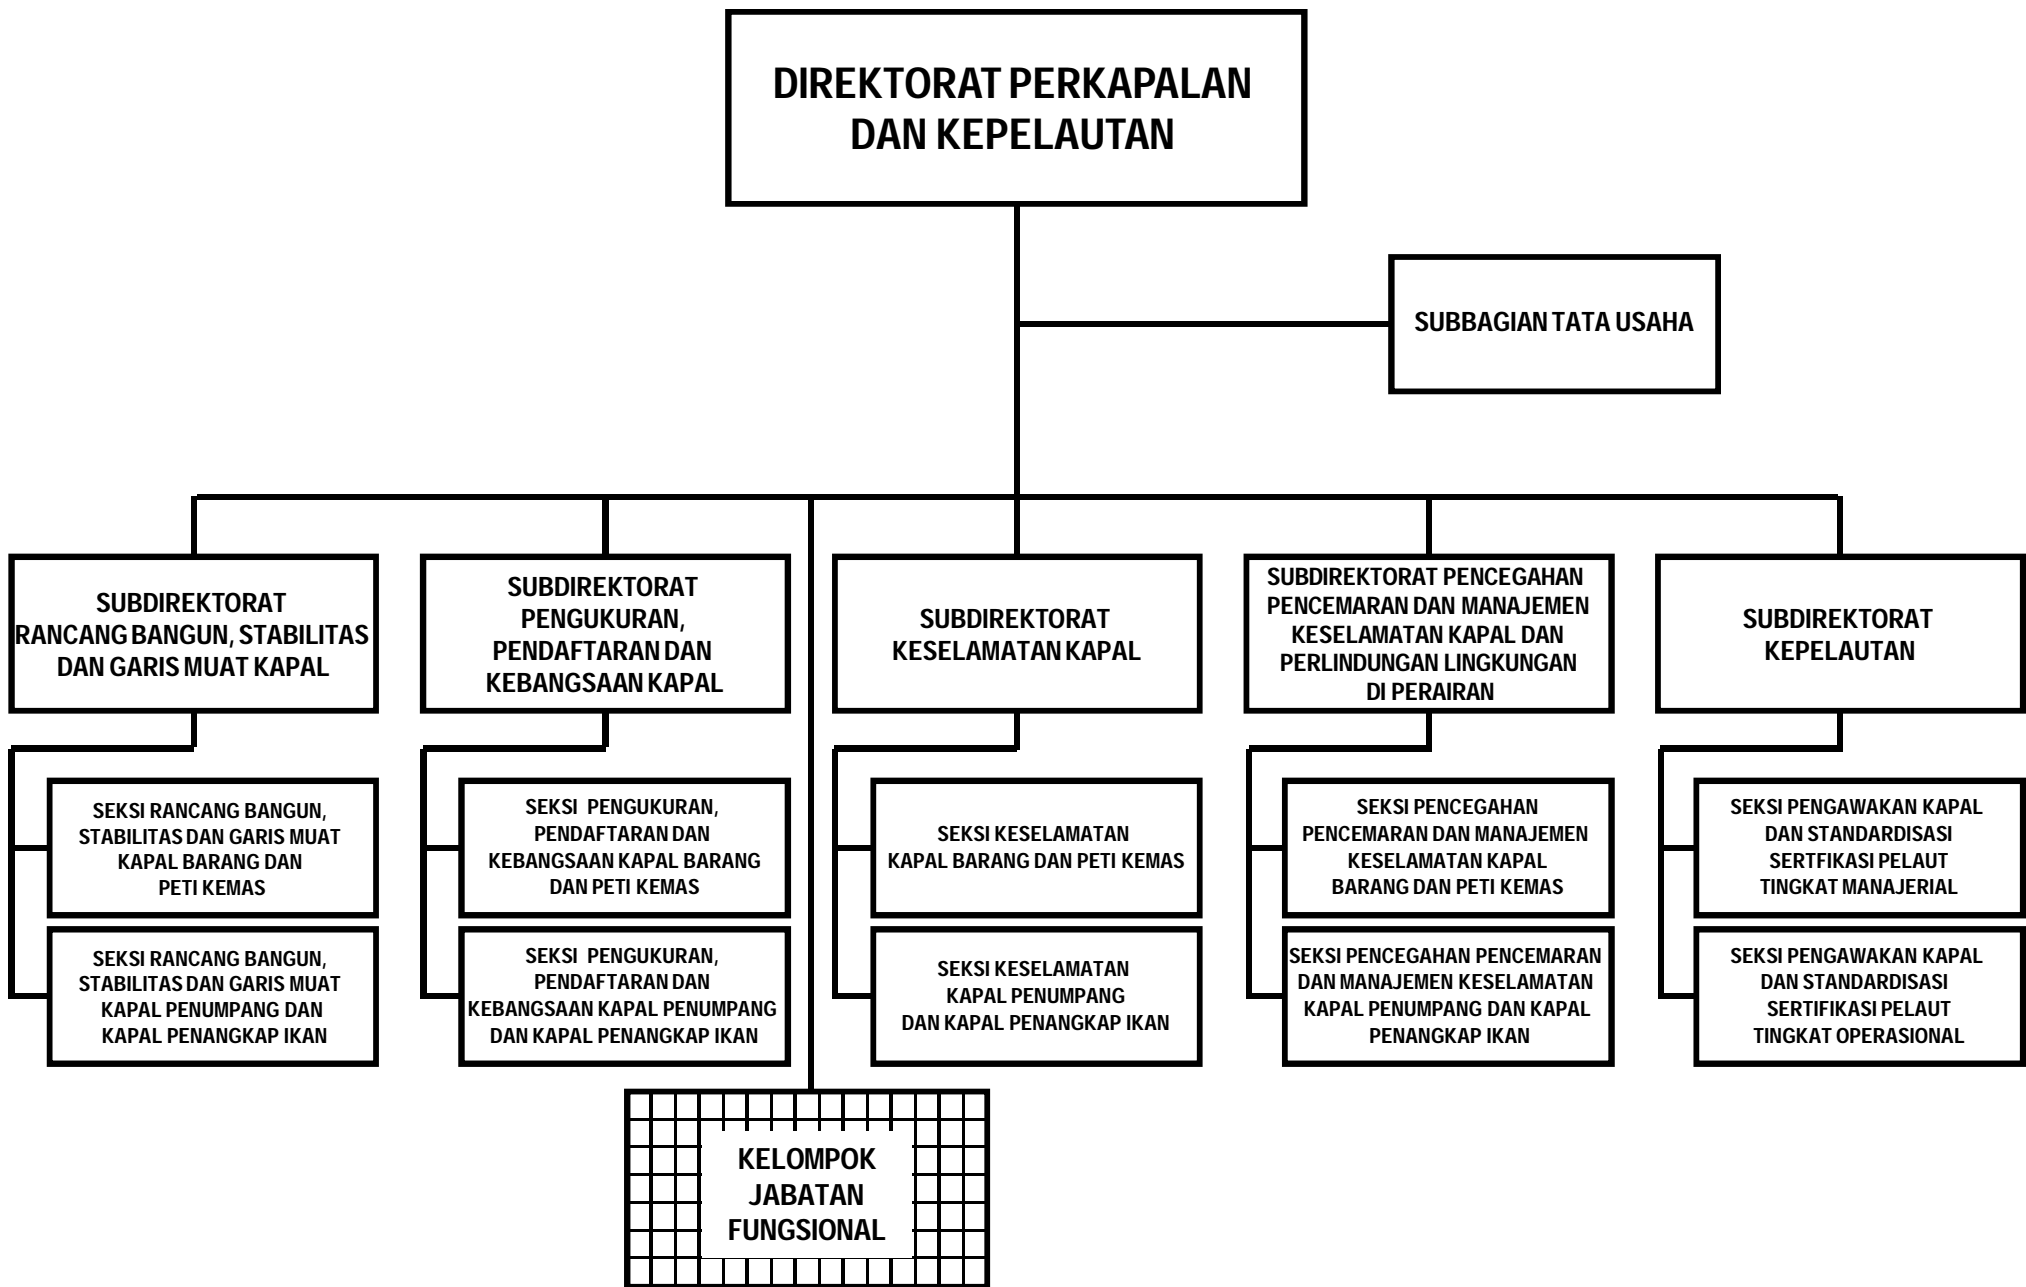 DIREKTORAT PERKAPALAN
DAN KEPELAUTAN
SUBBAGIAN TATA USAHA
SUBDIREKTORAT
RANCANG BANGUN, STABILITAS
DAN GARIS MUAT KAPAL
SUBDIREKTORAT
PENGUKURAN,
PENDAFTARAN DAN
KEBANGSAAN KAPAL
SUBDIREKTORAT
KESELAMATAN KAPAL
SUBDIREKTORAT PENCEGAHAN
PENCEMARAN DAN MANAJEMEN
KESELAMATAN KAPAL DAN
PERLINDUNGAN LINGKUNGAN
DI PERAIRAN
SUBDIREKTORAT
KEPELAUTAN
SEKSI RANCANG BANGUN,
STABILITAS DAN GARIS MUAT
KAPAL BARANG DAN
PETI KEMAS
SEKSI PENGUKURAN,
PENDAFTARAN DAN
KEBANGSAAN KAPAL BARANG
DAN PETI KEMAS
SEKSI KESELAMATAN
KAPAL BARANG DAN PETI KEMAS
SEKSI PENCEGAHAN
PENCEMARAN DAN MANAJEMEN
KESELAMATAN KAPAL
BARANG DAN PETI KEMAS
SEKSI PENGAWAKAN KAPAL
DAN STANDARDISASI
SERTFIKASI PELAUT
TINGKAT MANAJERIAL
SEKSI RANCANG BANGUN,
STABILITAS DAN GARIS MUAT
KAPAL PENUMPANG DAN
KAPAL PENANGKAP IKAN
SEKSI PENGUKURAN,
PENDAFTARAN DAN
KEBANGSAAN KAPAL PENUMPANG
DAN KAPAL PENANGKAP IKAN
SEKSI KESELAMATAN
KAPAL PENUMPANG
DAN KAPAL PENANGKAP IKAN
SEKSI PENCEGAHAN PENCEMARAN
DAN MANAJEMEN KESELAMATAN
KAPAL PENUMPANG DAN KAPAL
PENANGKAP IKAN
SEKSI PENGAWAKAN KAPAL
DAN STANDARDISASI
SERTIFIKASI PELAUT
TINGKAT OPERASIONAL
KELOMPOK
JABATAN
FUNGSIONAL